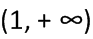 (1, + ∞)